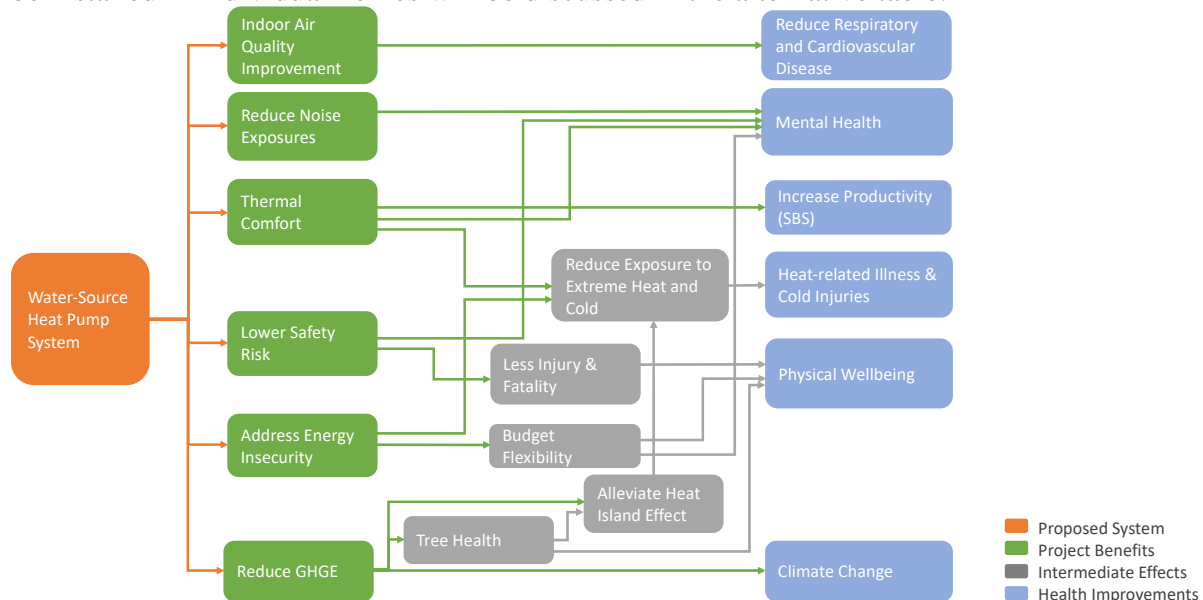 Indoor Air
Quality
Improvement
Reduce Respiratory
and Cardiovascular
Disease
Reduce Noise
Exposures
Mental Health
Thermal
Comfort
Increase Productivity
(SBS)
Water-Source
Heat Pump
System
Reduce Exposure to
Extreme Heat and
Cold
Heat-related Illness &
Cold Injuries
Lower Safety
Risk
Less Injury &
Fatality
Physical Wellbeing
Address Energy
Insecurity
Budget
Flexibility
Alleviate Heat
Island Effect
Tree Health
Reduce GHGE
Climate Change
Proposed System
Project Benefits
Intermediate Effects
Health Improvements